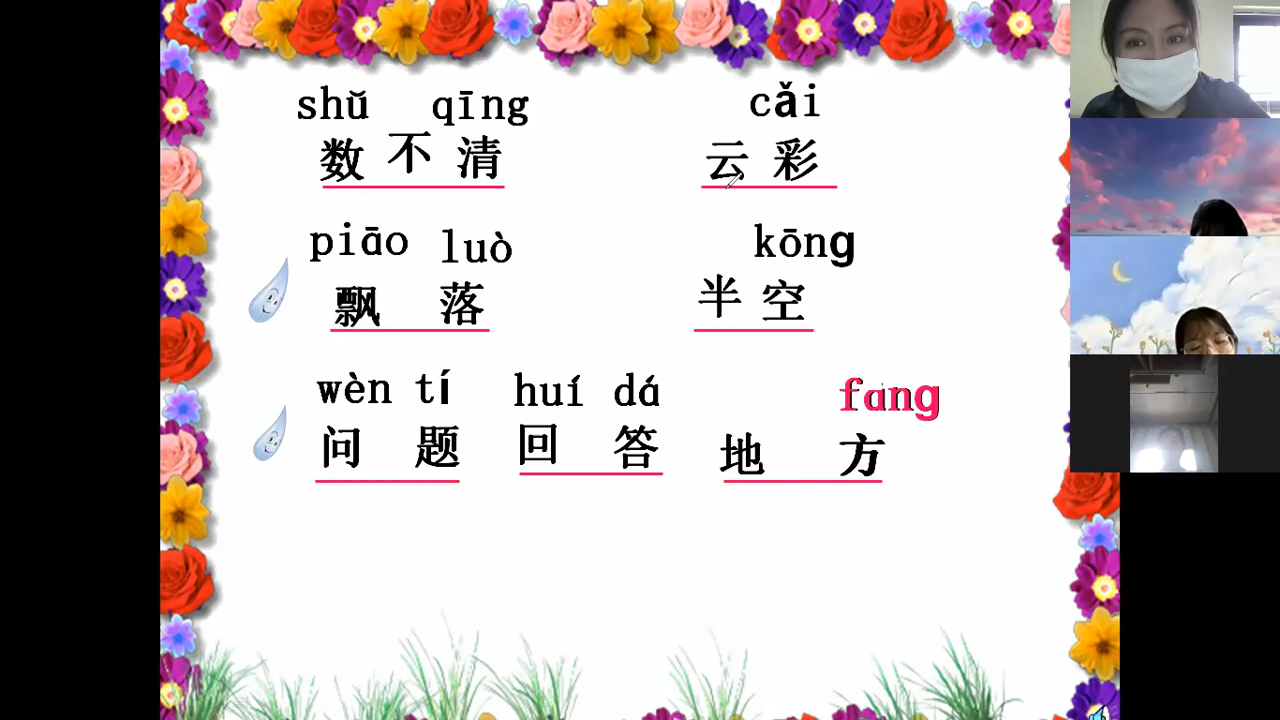 shǔ qīng cǎi
数不清 云彩
piāo luò kōng
飘落 半空
wèn tí huí dá fang
问题 回答 地方